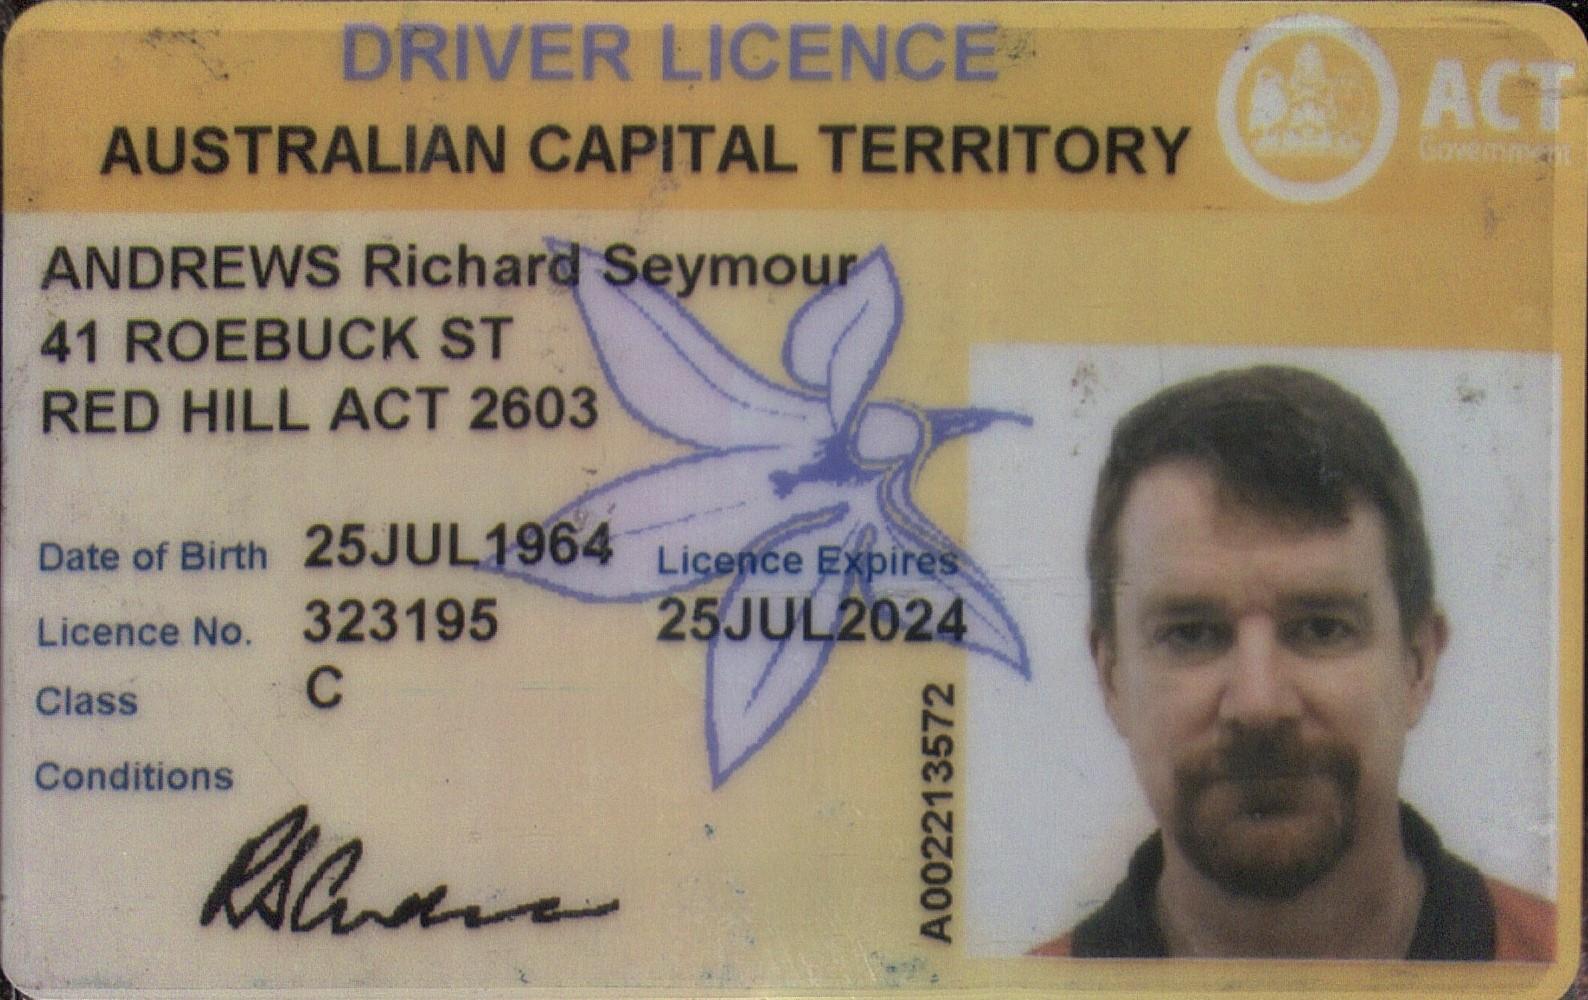 DRIVER LICENCE
AUSTRALIAN CAPITAL TERRITORY
ACT
Government
ANDREWS Richard Seymour
41 ROEBUCK ST
RED HILL ACT 2603
Date of Birth 25JUL1964
Licence Expires
Licence No. 323195
25JUL2024
Class C
Conditions
A002213572
RSAndrews